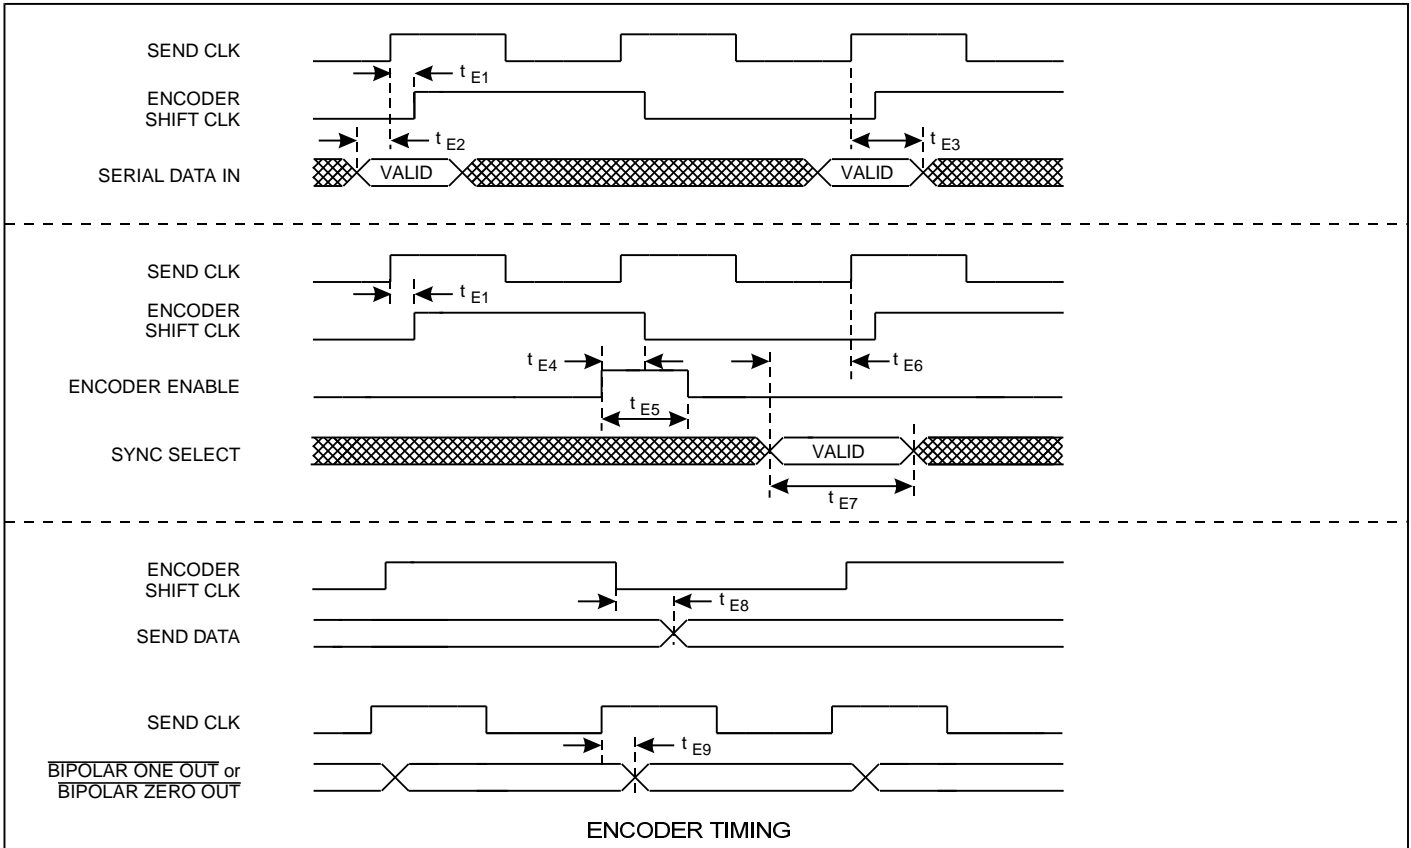 SEND CLK
t E1
ENCODER
SHIFT CLK
t E2
t E3
SERIAL DATA IN
VALID
VALID
SEND CLK
t E1
ENCODER
SHIFT CLK
t E4
t E6
ENCODER ENABLE
t E5
SYNC SELECT
VALID
t E7
ENCODER
SHIFT CLK
t E8
SEND DATA
SEND CLK
t E9
BIPOLAR ONE OUT or
BIPOLAR ZERO OUT
ENCODER TIMING